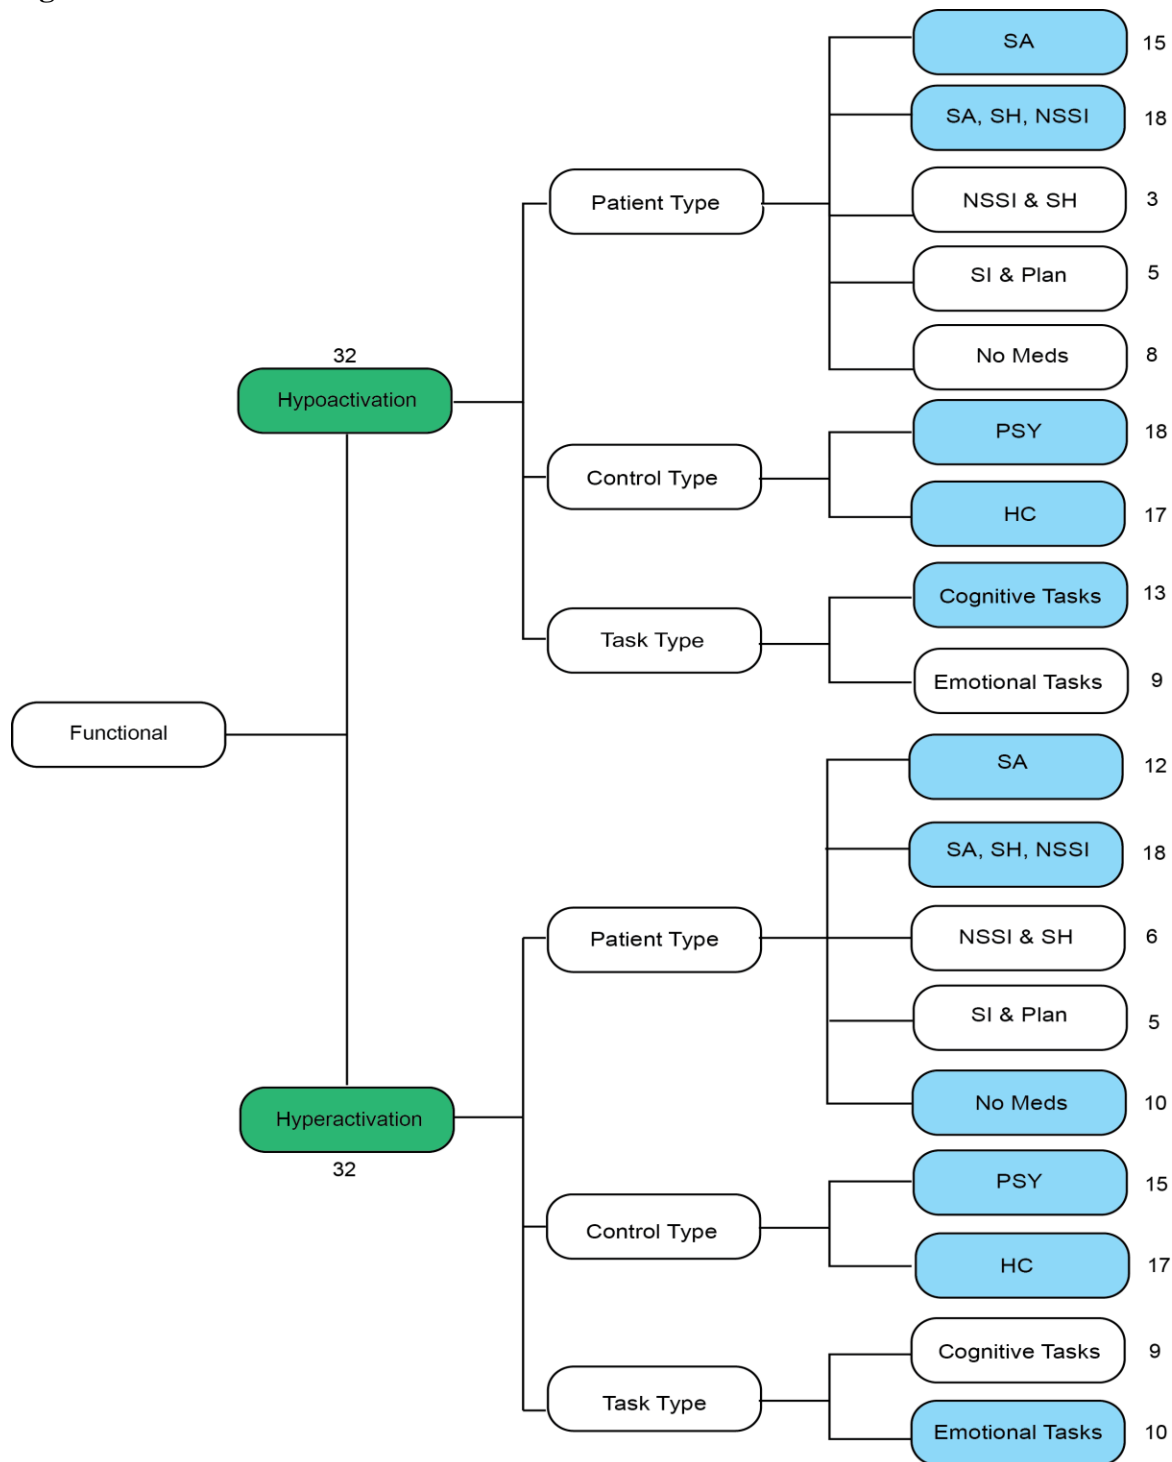 SA 15
SA, SH, NSSI 18
Patient Type
NSSI & SH 3
SI & Plan 5
No Meds 8
32
Hypoactivation
PSY 18
Control Type
HC 17
Cognitive Tasks 13
Task Type
Emotional Tasks 9
Functional
SA 12
SA, SH, NSSI 18
Patient Type
NSSI & SH 6
SI & Plan 5
No Meds 10
Hyperactivation
32
PSY 15
Control Type
HC 17
Cognitive Tasks 9
Task Type
Emotional Tasks 10